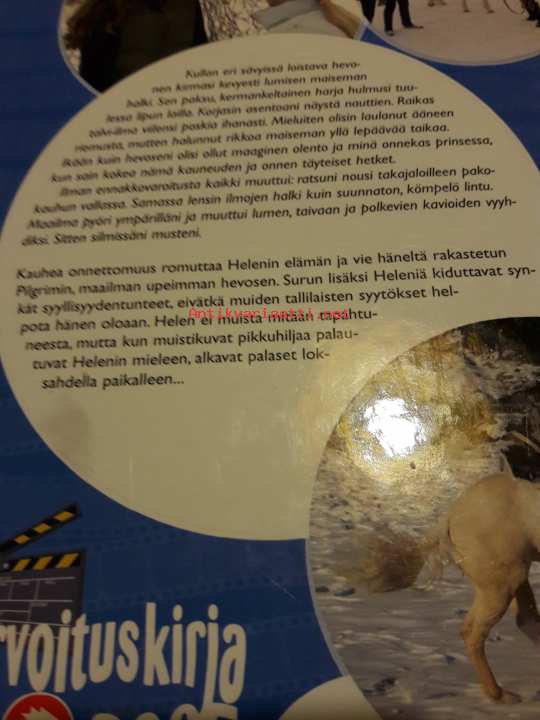 Kullan eri sävyissä loistava hevo-
nen kirmasi kevyesti lumisen maiseman
halki. Sen paksu, kermankeltainen harja hulmusi tuu-
lessa lipun lailla. Korjasin asentoani näystä nauttien. Raikas
talvi-ilma viilensi poskia ihanasti. Mieluiten olisin laulanut ääneen
riemusta, mutten halunnut rikkoa maiseman yllä lepäävää taikaa.
Ikään kuin hevoseni olisi ollut maaginen olento ja minä onnekas prinsessa,
kun sain kokea nämä kauneuden ja onnen täyteiset hetket.
Ilman ennakkovaroitusta kaikki muuttui: ratsuni nousi takajaloilleen pako-
kauhun vallassa. Samassa lensin ilmojen halki kuin suunnaton, kömpelö lintu.
Maailma pyöri ympärilläni ja muuttui lumen, taivaan ja polkevien kavioiden vyyh-
diksi. Sitten silmissäni musteni.
Kauhea onnettomuus romuttaa Helenin elämän ja vie häneltä rakastetun
Pilgrimin, maailman upeimman hevosen. Surun lisäksi Heleniä kiduttavat syn-
kät syyllisyydentunteet, eivätkä muiden tallilaisten syytökset hel-
pota hänen oloaan. Helen ei muista mitään tapahtu-
neesta, mutta kun muistikuvat pikkuhiljaa palau-
tuvat Helenin mieleen, alkavat palaset lok-
sahdella paikalleen...
Antikvariaatti.net
rvoituskirja